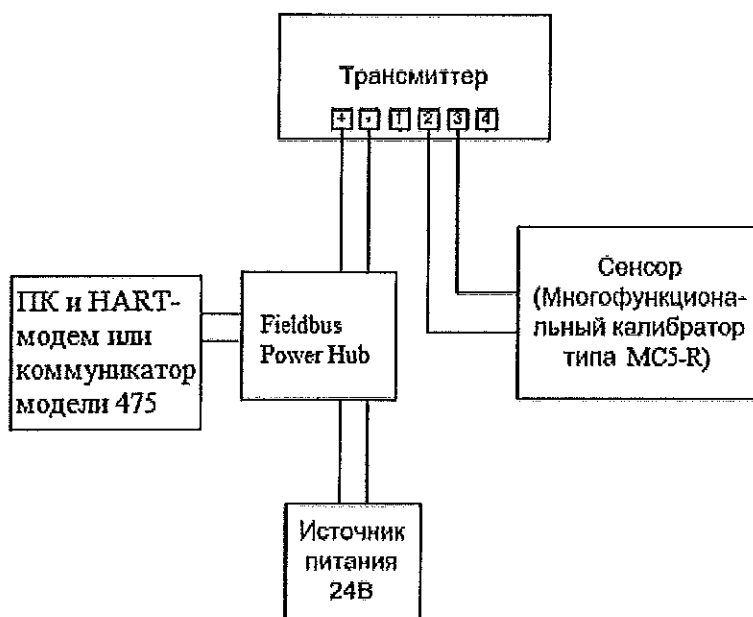 Трансмиттер
+ - 1 2 3 4
Сенсор
(Многофункциона-
льный калибратор
типа MC5-R)
ПК и HART-
модем или
коммуникатор
модели 475
Fieldbus
Power Hub
Источник
питания
24В